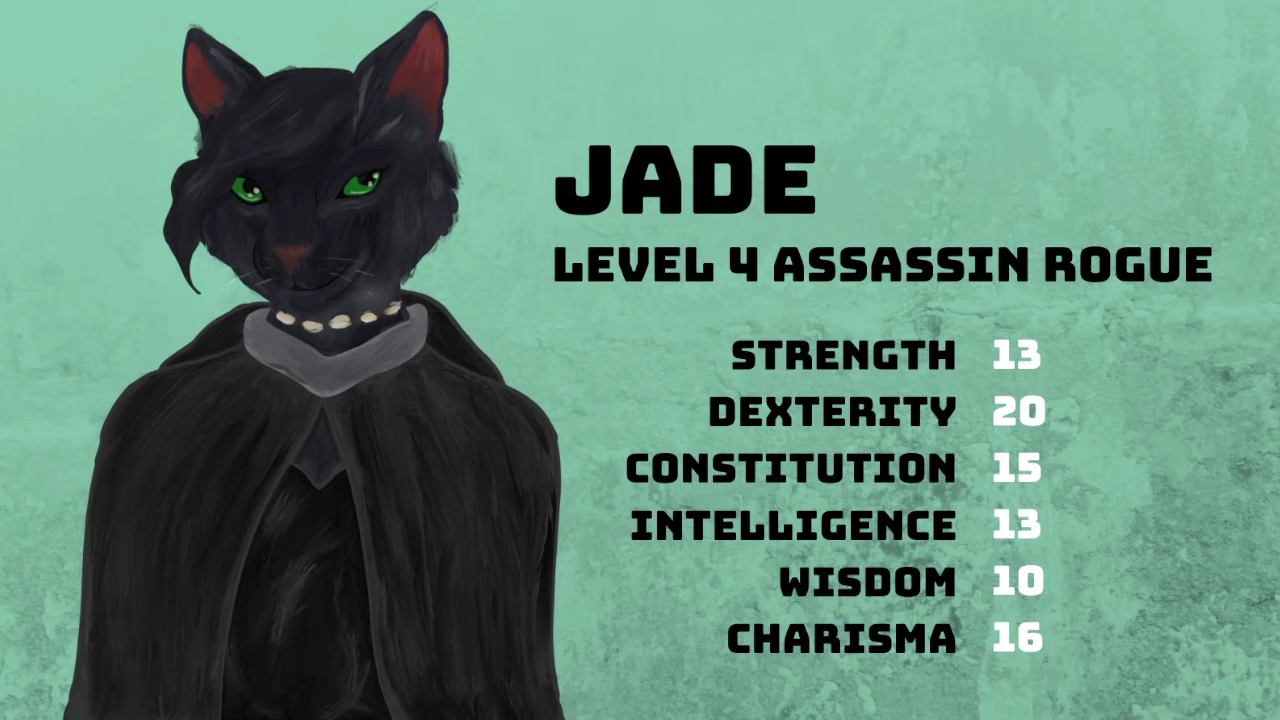 JADE
LEVEL 4 ASSASSIN ROGUE
STRENGTH 13
DEXTERITY 20
CONSTITUTION 15
INTELLIGENCE 13
WISDOM 10
CHARISMA 16